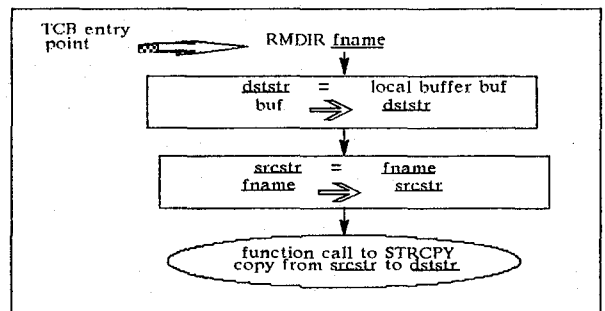 TCB entry
point
RMDIR fname
dststr = local buffer buf
buf dststr
srcstr = fname
fname srcstr
function call to STRCPY
copy from srcstr to dststr